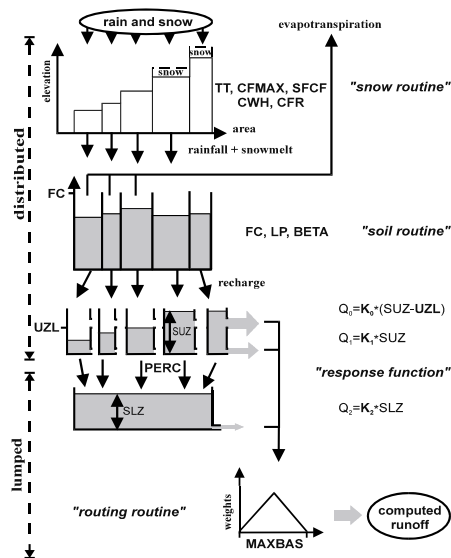 rain and snow
evapotranspiration
elevation
snow
snow
TT, CFMAX, SFCF
CWH, CFR
"snow routine"
area
rainfall + snowmelt
distributed
FC
FC, LP, BETA
"soil routine"
recharge
UZL
SUZ
Q₀=K₀*(SUZ-UZL)
Q₁=K₁*SUZ
PERC
"response function"
SLZ
Q₂=K₂*SLZ
lumped
"routing routine"
weights
MAXBAS
computed
runoff